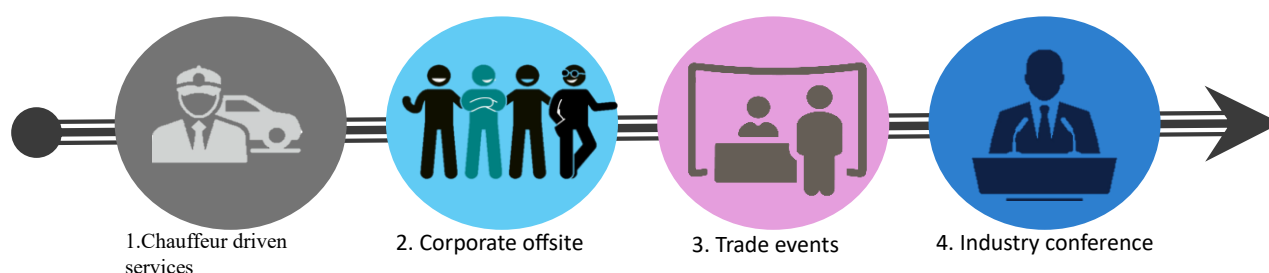 1.Chauffeur driven
services
2. Corporate offsite
3. Trade events
4. Industry conference